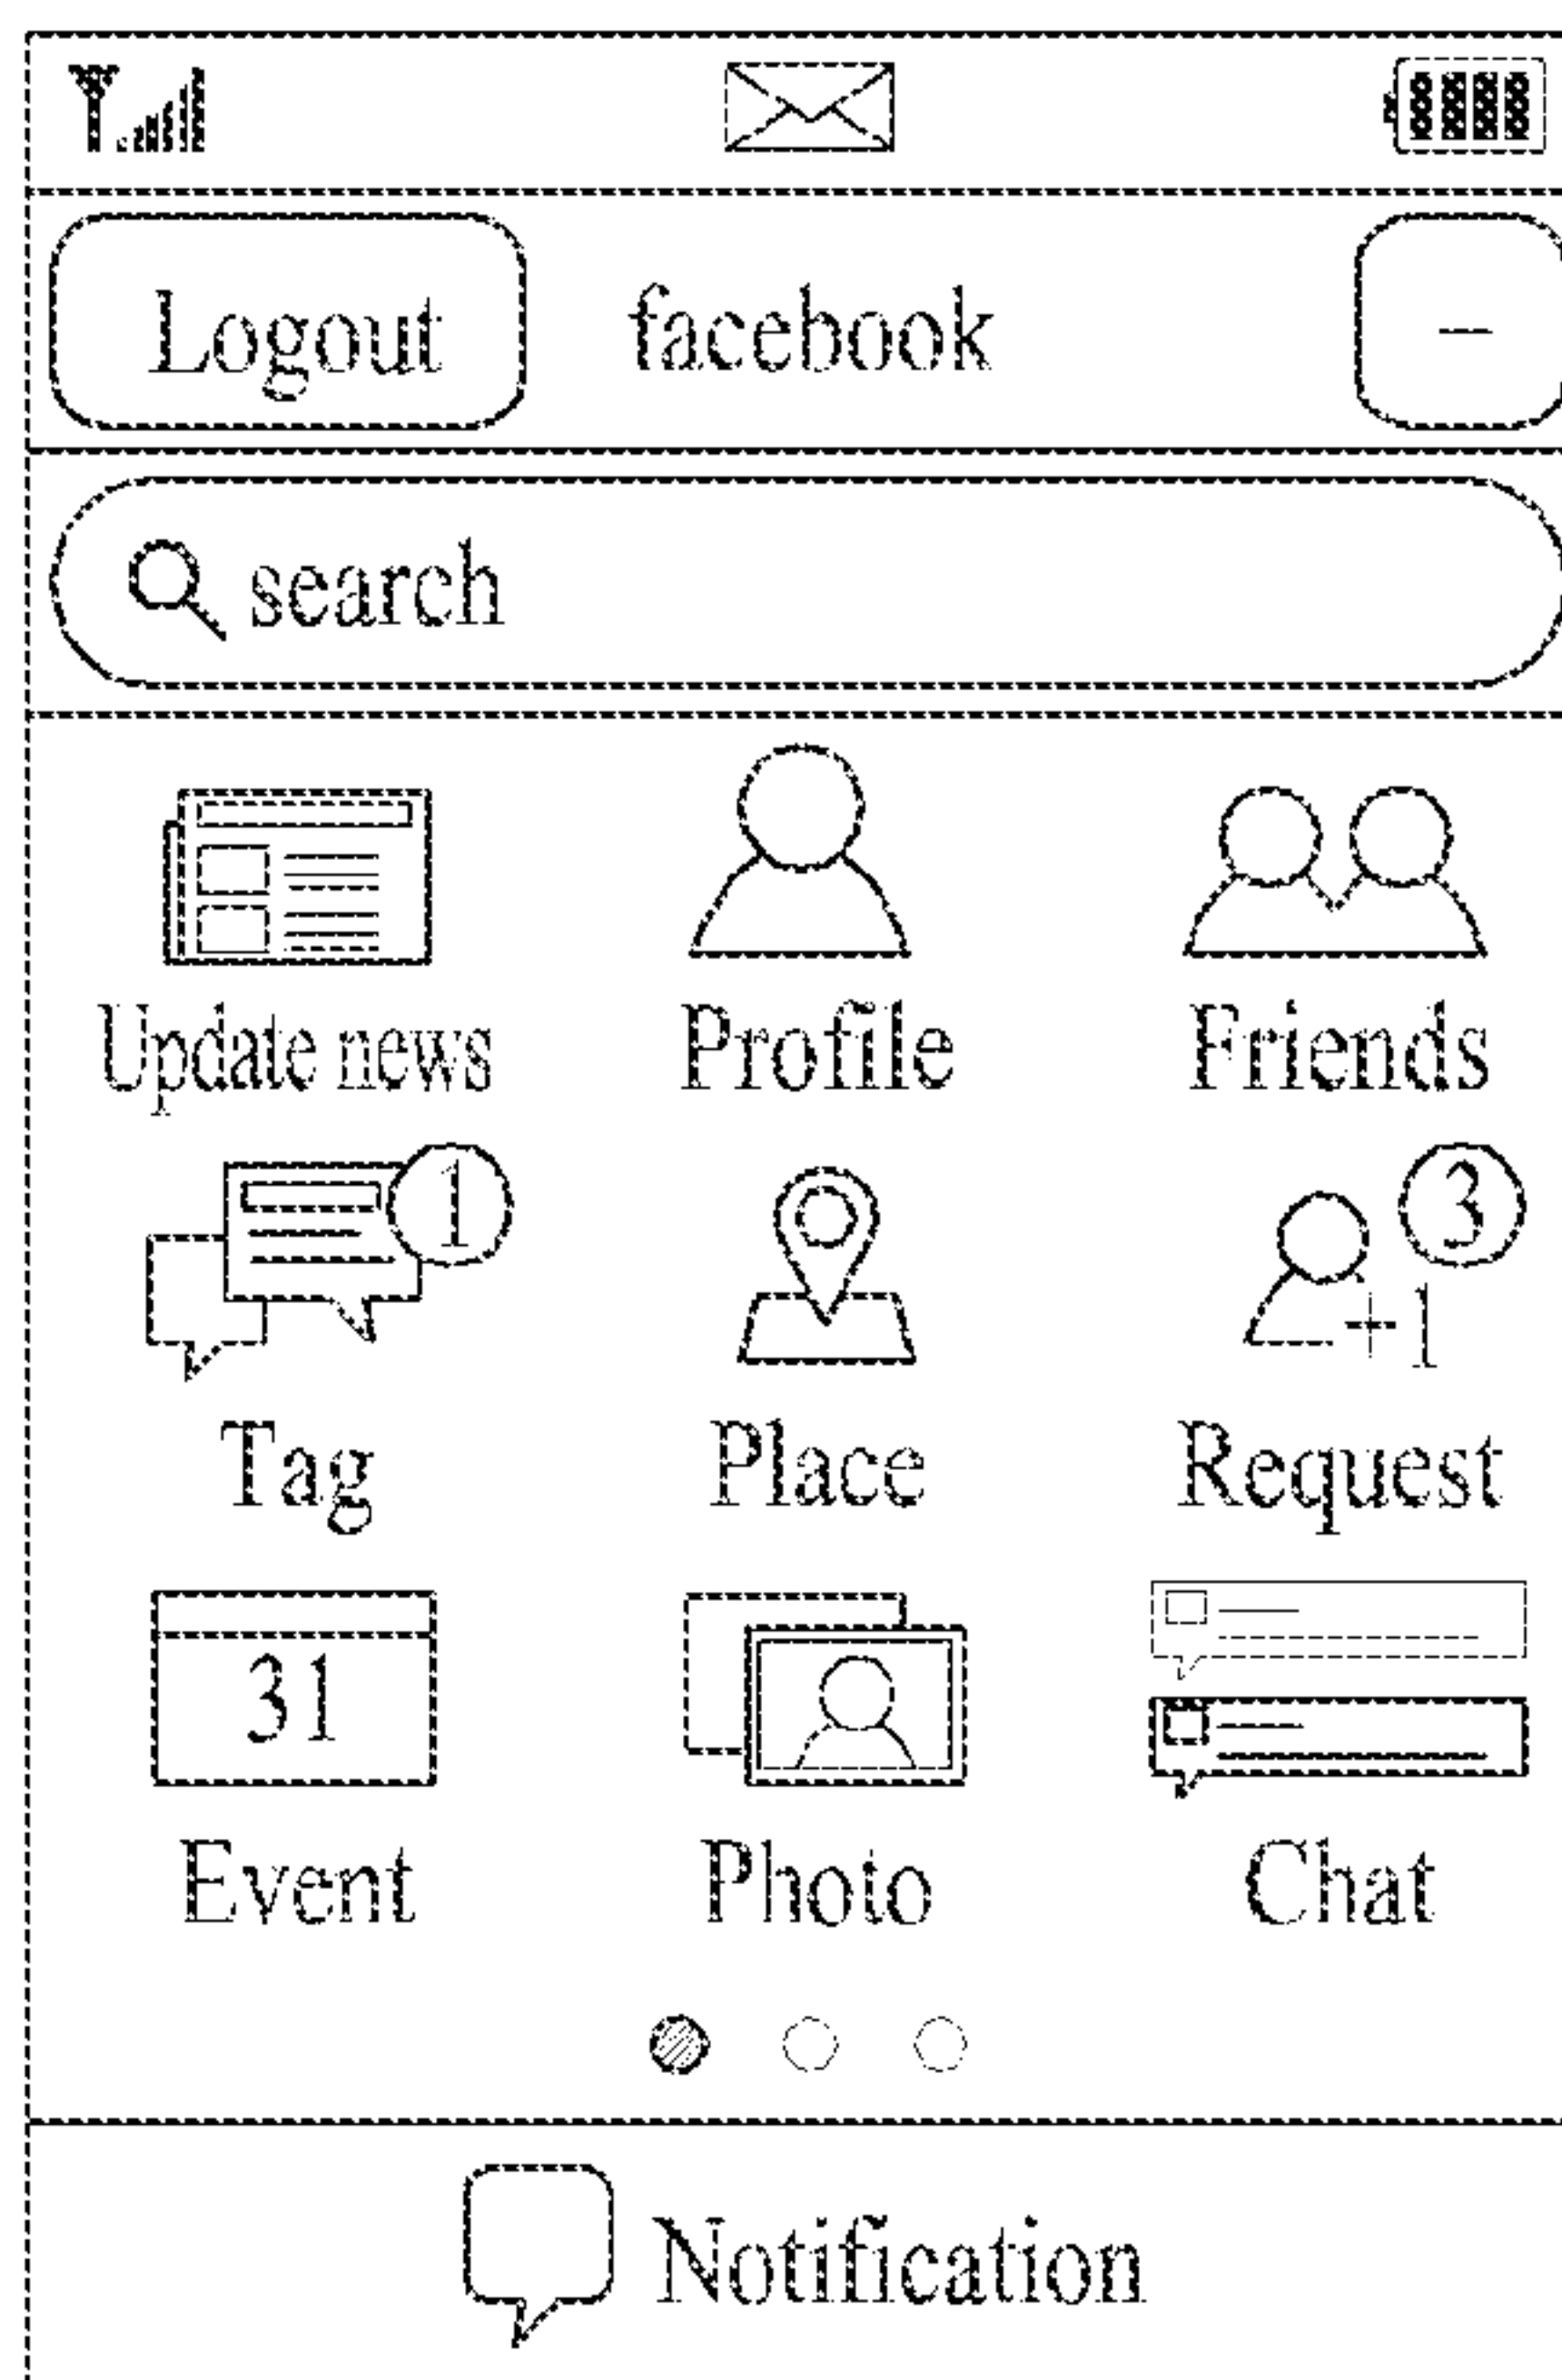 Logout facebook -
search
Update news Profile Friends
1 3
+1
Tag Place Request
31
Event Photo Chat
Notification